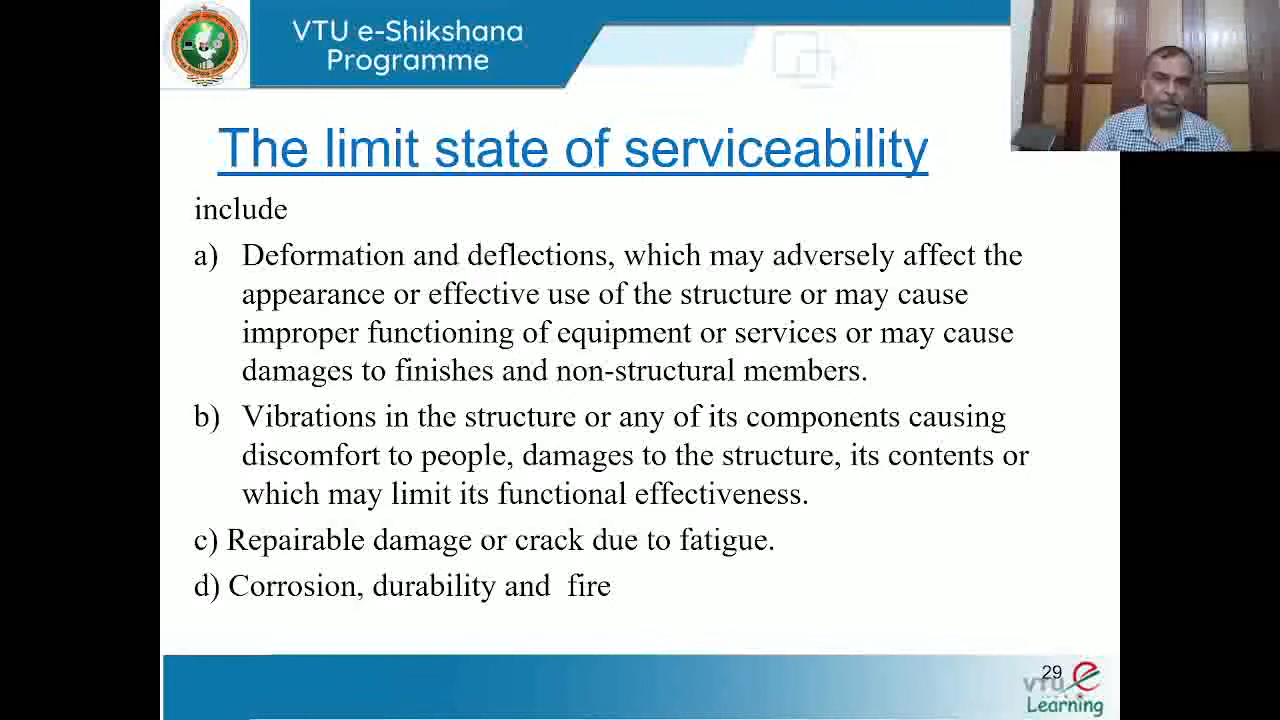 VTU e-Shikshana
Programme
The limit state of serviceability
include
a) Deformation and deflections, which may adversely affect the
appearance or effective use of the structure or may cause
improper functioning of equipment or services or may cause
damages to finishes and non-structural members.
b) Vibrations in the structure or any of its components causing
discomfort to people, damages to the structure, its contents or
which may limit its functional effectiveness.
c) Repairable damage or crack due to fatigue.
d) Corrosion, durability and fire
29
VTU e
Learning